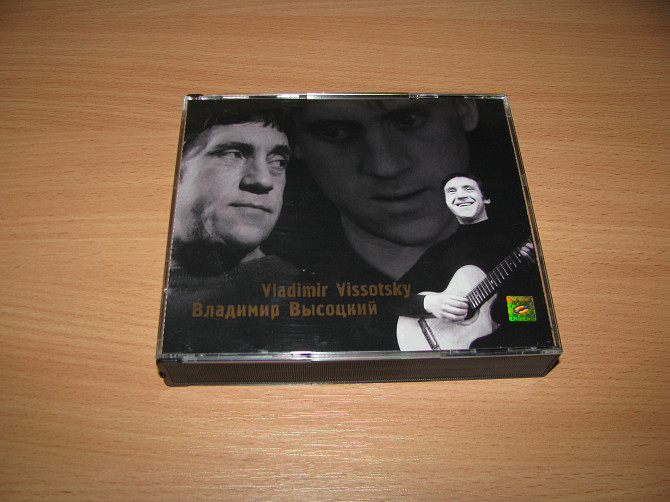 Vladimir Vissotsky
Владимир Высоцкий